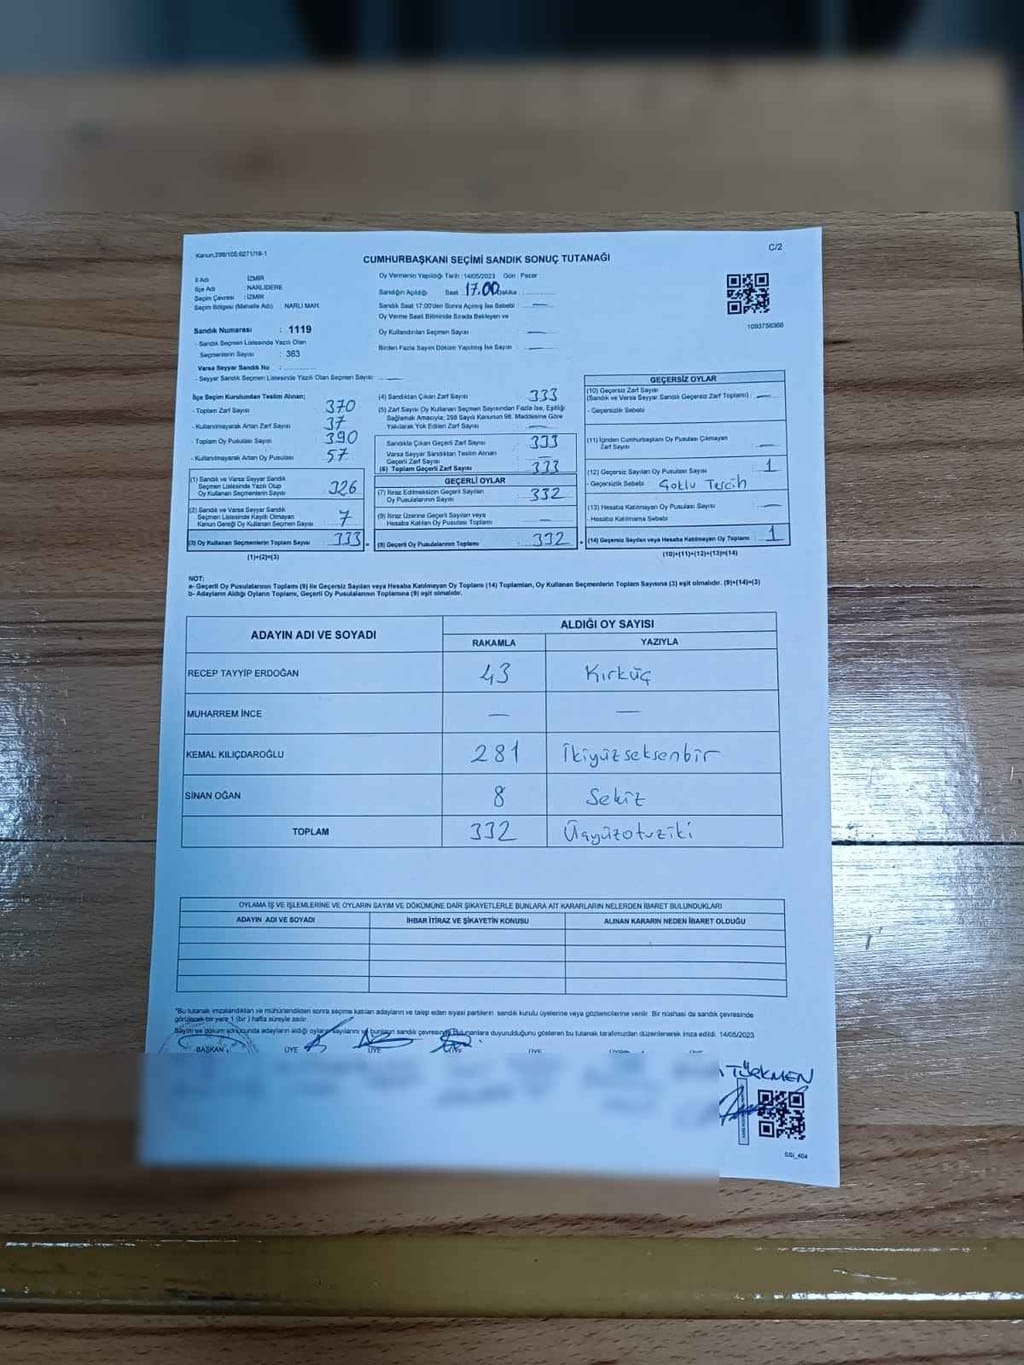 Kanun,298/105,6271/18-1
C/2
CUMHURBAŞKANI SEÇİMİ SANDIK SONUÇ TUTANAĞI
İl Adı : İZMİR
İlçe Adı : NARLIDERE
Seçim Çevresi : İZMİR
Seçim Bölgesi (Mahalle Adı) : NARLI MAH.
Sandık Numarası : 1119
- Sandık Seçmen Listesinde Yazılı Olan
Seçmenlerin Sayısı : 363
Varsa Seyyar Sandık No :
- Seyyar Sandık Seçmen Listesinde Yazılı Olan Seçmen Sayısı : —
Oy Vermenin Yapıldığı Tarih : 14/05/2023 Gün : Pazar
Sandığın Açıldığı Saat 17.00 Dakika :
Sandık Saat 17.00'den Sonra Açılmış İse Sebebi : —
Oy Verme Saati Bitiminde Sırada Bekleyen ve
Oy Kullandırılan Seçmen Sayısı : —
Birden Fazla Sayım Döküm Yapılmış İse Sayısı : —
1093756366
İlçe Seçim Kurulundan Teslim Alınan;
- Toplam Zarf Sayısı : 370
- Kullanılmayarak Artan Zarf Sayısı : 37
- Toplam Oy Pusulası Sayısı : 390
- Kullanılmayarak Artan Oy Pusulası : 57
(1) Sandık ve Varsa Seyyar Sandık
Seçmen Listesinde Yazılı Olup
Oy Kullanan Seçmenlerin Sayısı : 326
(2) Sandık ve Varsa Seyyar Sandık
Seçmen Listesinde Kayıtlı Olmayan
Kanun Gereği Oy Kullanan Seçmen Sayısı : 7
(3) Oy Kullanan Seçmenlerin Toplam Sayısı : 333
(1)+(2)=(3)
(4) Sandıktan Çıkan Zarf Sayısı : 333
(5) Zarf Sayısı Oy Kullanan Seçmen Sayısından Fazla İse, Eşitliği
Sağlamak Amacıyla; 298 Sayılı Kanunun 98. Maddesine Göre
Yakılarak Yok Edilen Zarf Sayısı : —
Sandıkta Çıkan Geçerli Zarf Sayısı : 333
Varsa Seyyar Sandıktan Teslim Alınan
Geçerli Zarf Sayısı : —
(6) Toplam Geçerli Zarf Sayısı : 333
GEÇERLİ OYLAR
(7) İtiraz Edilmeksizin Geçerli Sayılan
Oy Pusulalarının Sayısı : 332
İtiraz Üzerine Geçerli Sayılan veya
Hesaba Katılan Oy Pusulası Toplamı : —
Geçerli Oy Pusulalarının Toplamı : 332
GEÇERSİZ OYLAR
(10) Geçersiz Zarf Sayısı
(Sandık ve Varsa Seyyar Sandık Geçersiz Zarf Toplamı) : —
- Geçersizlik Sebebi :
(11) İçinden Cumhurbaşkanı Oy Pusulası Çıkmayan
Zarf Sayısı : —
(12) Geçersiz Sayılan Oy Pusulası Sayısı : 1
- Geçersizlik Sebebi : Çoklu Tercih
(13) Hesaba Katılmayan Oy Pusulası Sayısı : —
- Hesaba Katılmama Sebebi :
(14) Geçersiz Sayılan veya Hesaba Katılmayan Oy Toplamı : 1
(10)+(11)+(12)+(13)=(14)
NOT:
a- Geçerli Oy Pusulalarının Toplamı (9) ile Geçersiz Sayılan veya Hesaba Katılmayan Oy Toplamı (14) Toplamları, Oy Kullanan Seçmenlerin Toplam Sayısına (3) eşit olmalıdır. (9)+(14)=(3)
b- Adayların Aldığı Oyların Toplamı, Geçerli Oy Pusulalarının Toplamına (9) eşit olmalıdır.
ADAYIN ADI VE SOYADI ALDIĞI OY SAYISI
RAKAMLA YAZIYLA
RECEP TAYYİP ERDOĞAN 43 Kırküç
MUHARREM İNCE — —
KEMAL KILIÇDAROĞLU 281 İkiyüzseksenbir
SİNAN OĞAN 8 Sekiz
TOPLAM 332 Üçyüzotuziki
OYLAMA İŞ VE İŞLEMLERİNE VE OYLARIN SAYIM VE DÖKÜMÜNE DAİR ŞİKAYETLERLE BUNLARA AİT KARARLARIN NELERDEN İBARET BULUNDUKLARI
ADAYIN ADI VE SOYADI İHBAR İTİRAZ VE ŞİKAYETİN KONUSU ALINAN KARARIN NEDEN İBARET OLDUĞU
"Bu tutanak imzalandıktan ve mühürlendikten sonra seçime katılan adayların ve talep eden siyasi partilerin sandık kurulu üyelerine veya gözlemcilerine verilir. Bir nüshası da sandık çevresinde
görülecek bir yere 1 (bir) hafta süreyle asılır.
Sayım ve döküm sonucunda adayların aldığı oyların sayılarını ve bunların sandık çevresinde bulunanlara duyurulduğunu gösteren bu tutanak tarafımızdan düzenlenerek imza edildi. 14/05/2023
BAŞKAN ÜYE ÜYE ÜYE ÜYE
TÜRKMEN
SGI_404